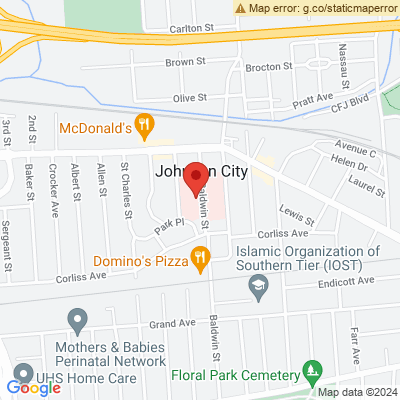 Map error: g.co/staticmaperror
Carlton St
Brown St
Brocton St
Nassau St
Olive St
Pratt Ave
CFJ Blvd
3rd St
2nd St
McDonald's
Avenue C
Helen Dr
Laurel St
Johnson City
Sergeant St
Baker St
Crocker Ave
Albert St
Allen St
St Charles St
Baldwin St
Lewis St
Park Pl
Corliss Ave
Domino's Pizza
Islamic Organization of
Southern Tier (IOST)
Corliss Ave
Endicott Ave
Grand Ave
Baldwin St
Farr Ave
Mothers & Babies
Perinatal Network
Floral Park Cemetery
UHS Home Care
Google
Map data ©2024